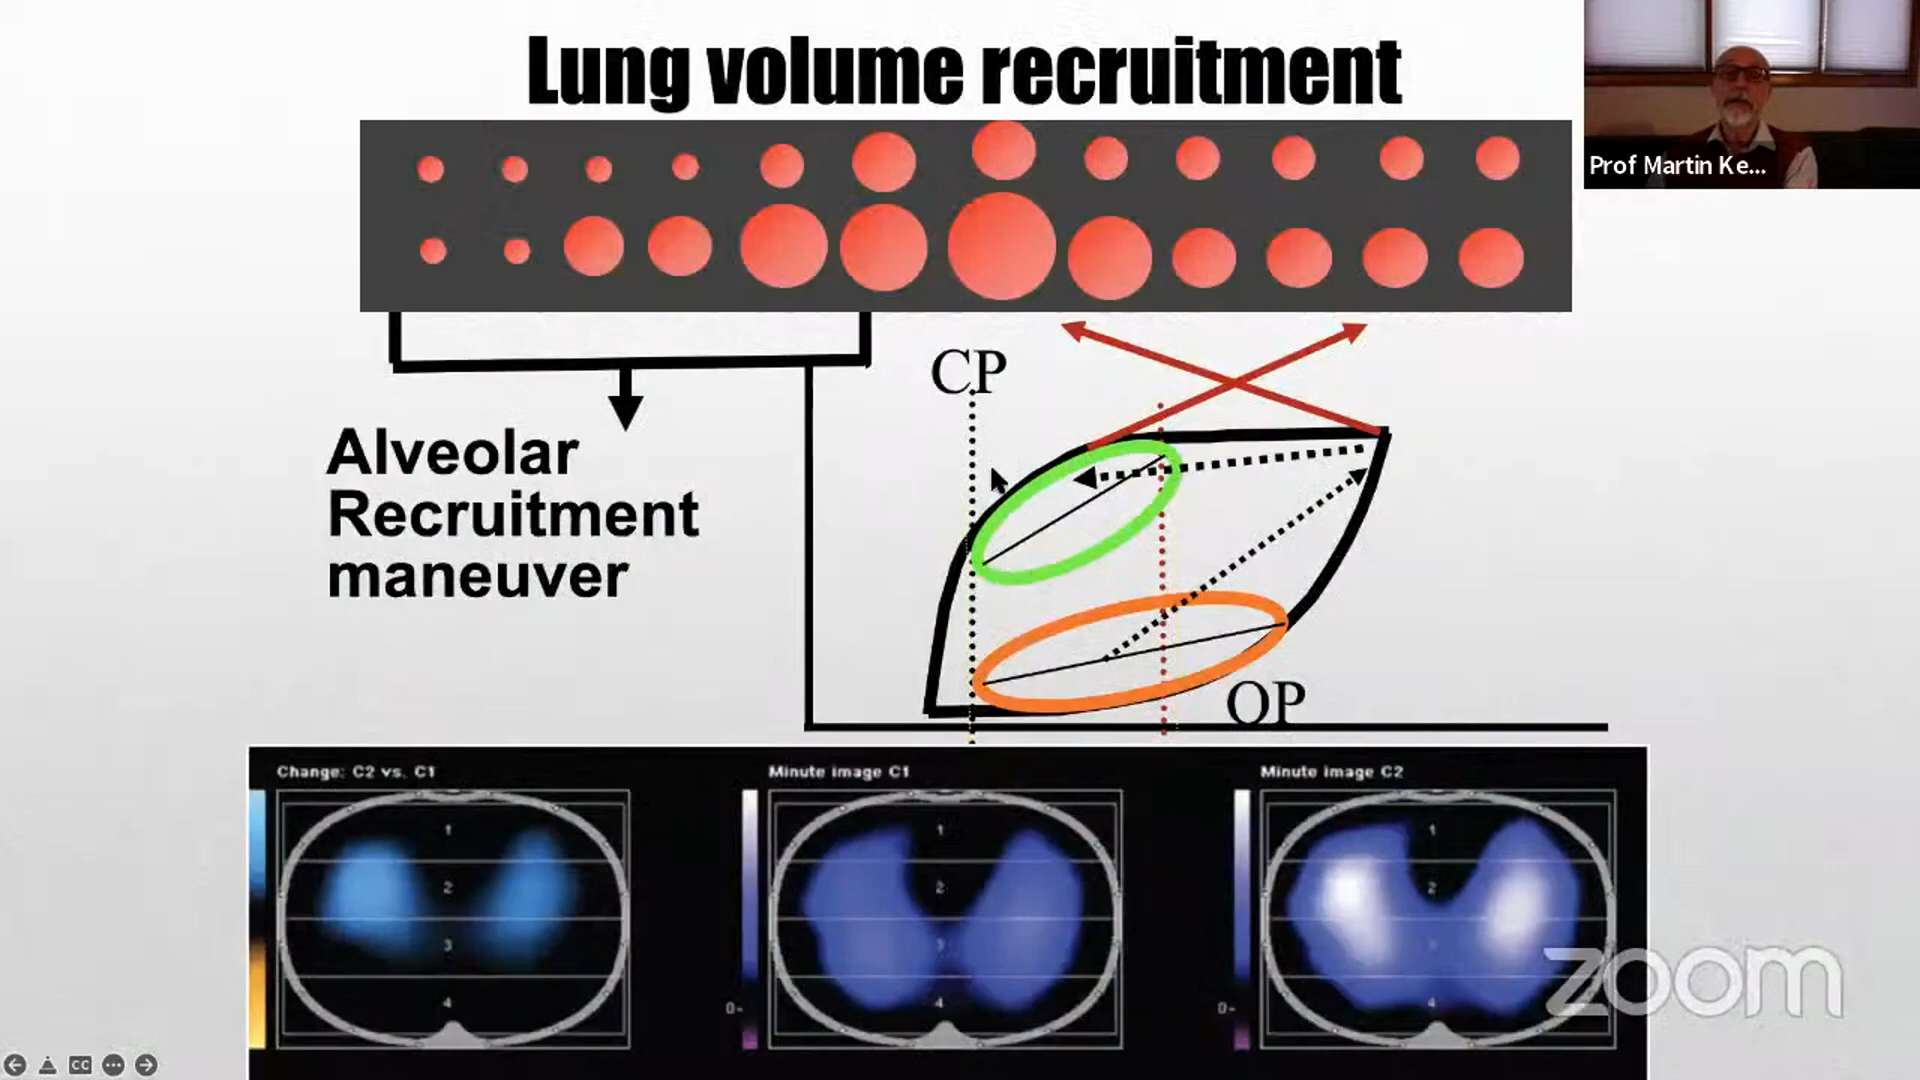 Lung volume recruitment
Prof Martin Ke...
CP
Alveolar
Recruitment
maneuver
OP
Change: C2 vs. C1
1
2
3
4
Minute image C1
1
2
3
4
0-
Minute image C2
1
2
3
4
0-
zoom
CC